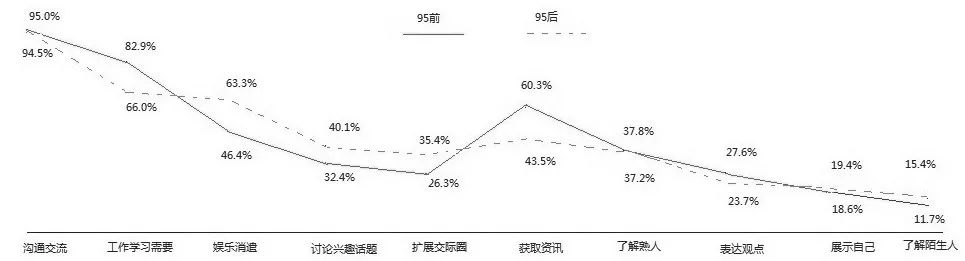 95前
95后
95.0%
94.5%
82.9%
66.0%
63.3%
46.4%
40.1%
32.4%
35.4%
26.3%
60.3%
43.5%
37.8%
37.2%
27.6%
23.7%
19.4%
18.6%
15.4%
11.7%
沟通交流
工作学习需要
娱乐消遣
讨论兴趣话题
扩展交际圈
获取资讯
了解熟人
表达观点
展示自己
了解陌生人